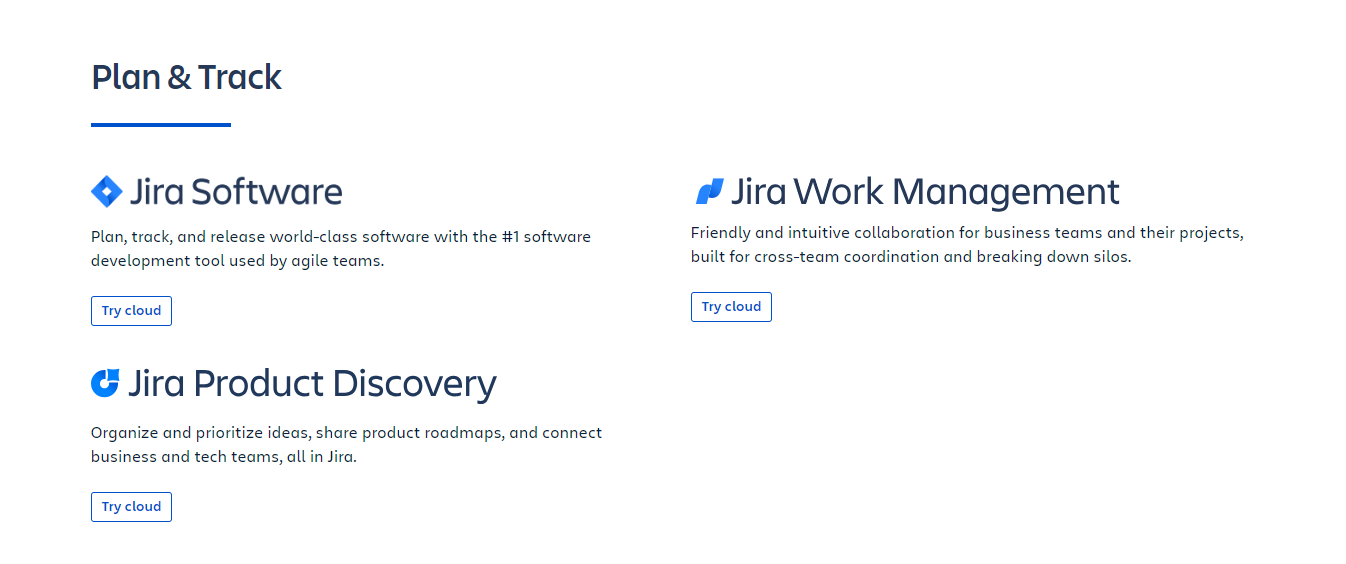 Plan & Track
Jira Software
Plan, track, and release world-class software with the #1 software
development tool used by agile teams.
Try cloud
Jira Work Management
Friendly and intuitive collaboration for business teams and their projects,
built for cross-team coordination and breaking down silos.
Try cloud
Jira Product Discovery
Organize and prioritize ideas, share product roadmaps, and connect
business and tech teams, all in Jira.
Try cloud